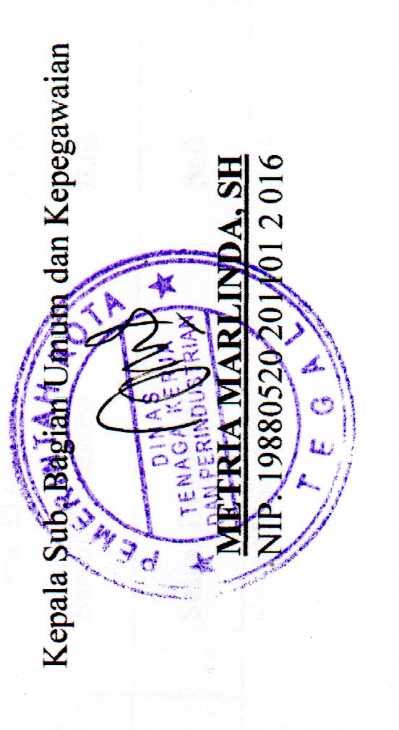 Kepala Sub. Bagian Umum dan Kepegawaian
PEMERINTAH KOTA
DINAS
TENAGA KERJA
DAN PERINDUSTRIAN
TEGAL
METRIA MARLINDA, SH
NIP. 19880520 201101 2 016